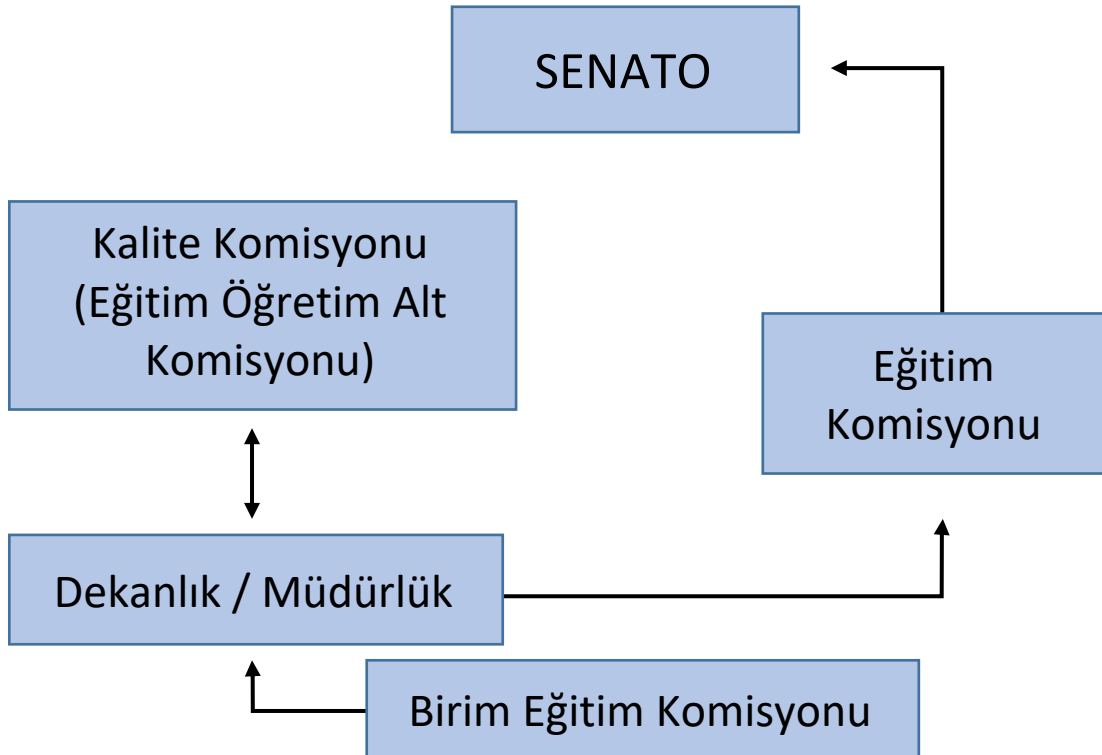 SENATO
Kalite Komisyonu
(Eğitim Öğretim Alt
Komisyonu)
Eğitim
Komisyonu
Dekanlık / Müdürlük
Birim Eğitim Komisyonu